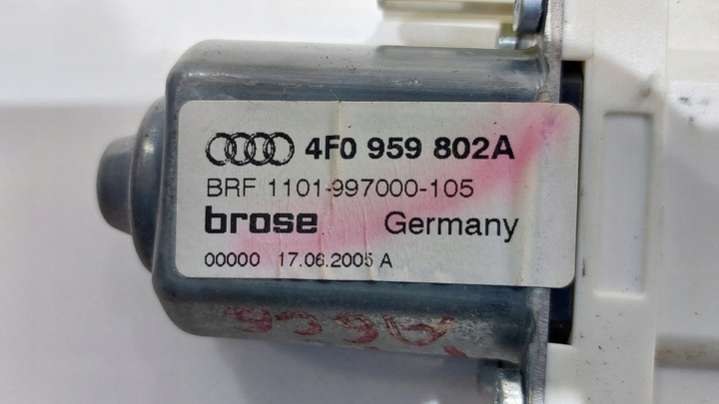 4F0 959 802A
BRF 1101-997000-105
brose Germany
00000 17.06.2005 A